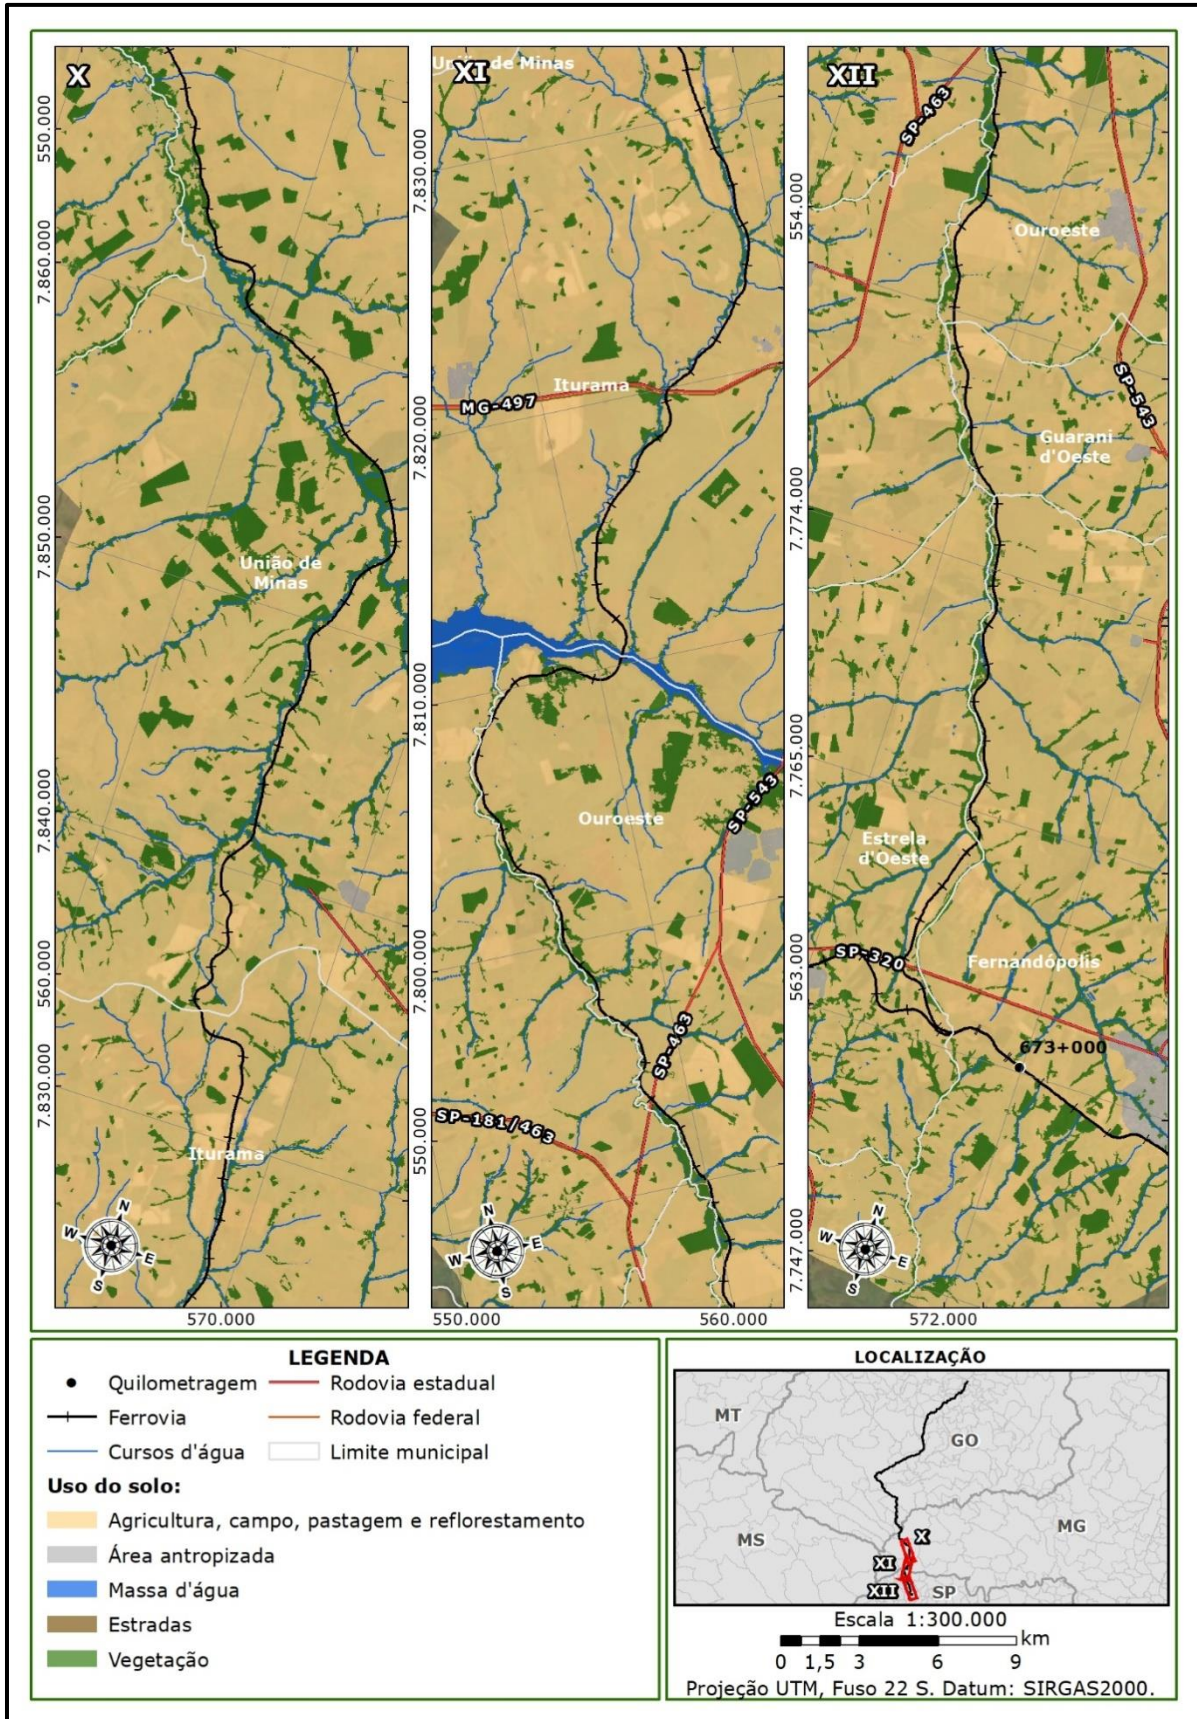 X
550.000
7.860.000
7.850.000
União de
Minas
7.840.000
560.000
7.830.000
Iturama
N
W
E
S
570.000
União de Minas
XI
7.830.000
Iturama
MG-497
7.820.000
7.810.000
Ouroeste
SP-543
7.800.000
SP-463
SP-181/463
550.000
N
W
E
S
550.000
560.000
XII
SP-463
554.000
Ouroeste
SP-543
Guarani
d'Oeste
7.774.000
7.765.000
Estrela
d'Oeste
SP-320
Fernandópolis
563.000
673+000
7.747.000
N
W
E
S
572.000
LEGENDA
Quilometragem
Rodovia estadual
Ferrovia
Rodovia federal
Cursos d'água
Limite municipal
Uso do solo:
Agricultura, campo, pastagem e reflorestamento
Área antropizada
Massa d'água
Estradas
Vegetação
LOCALIZAÇÃO
MT
GO
MS
MG
X
XI
XII
SP
Escala 1:300.000
km
0 1,5 3 6 9
Projeção UTM, Fuso 22 S. Datum: SIRGAS2000.